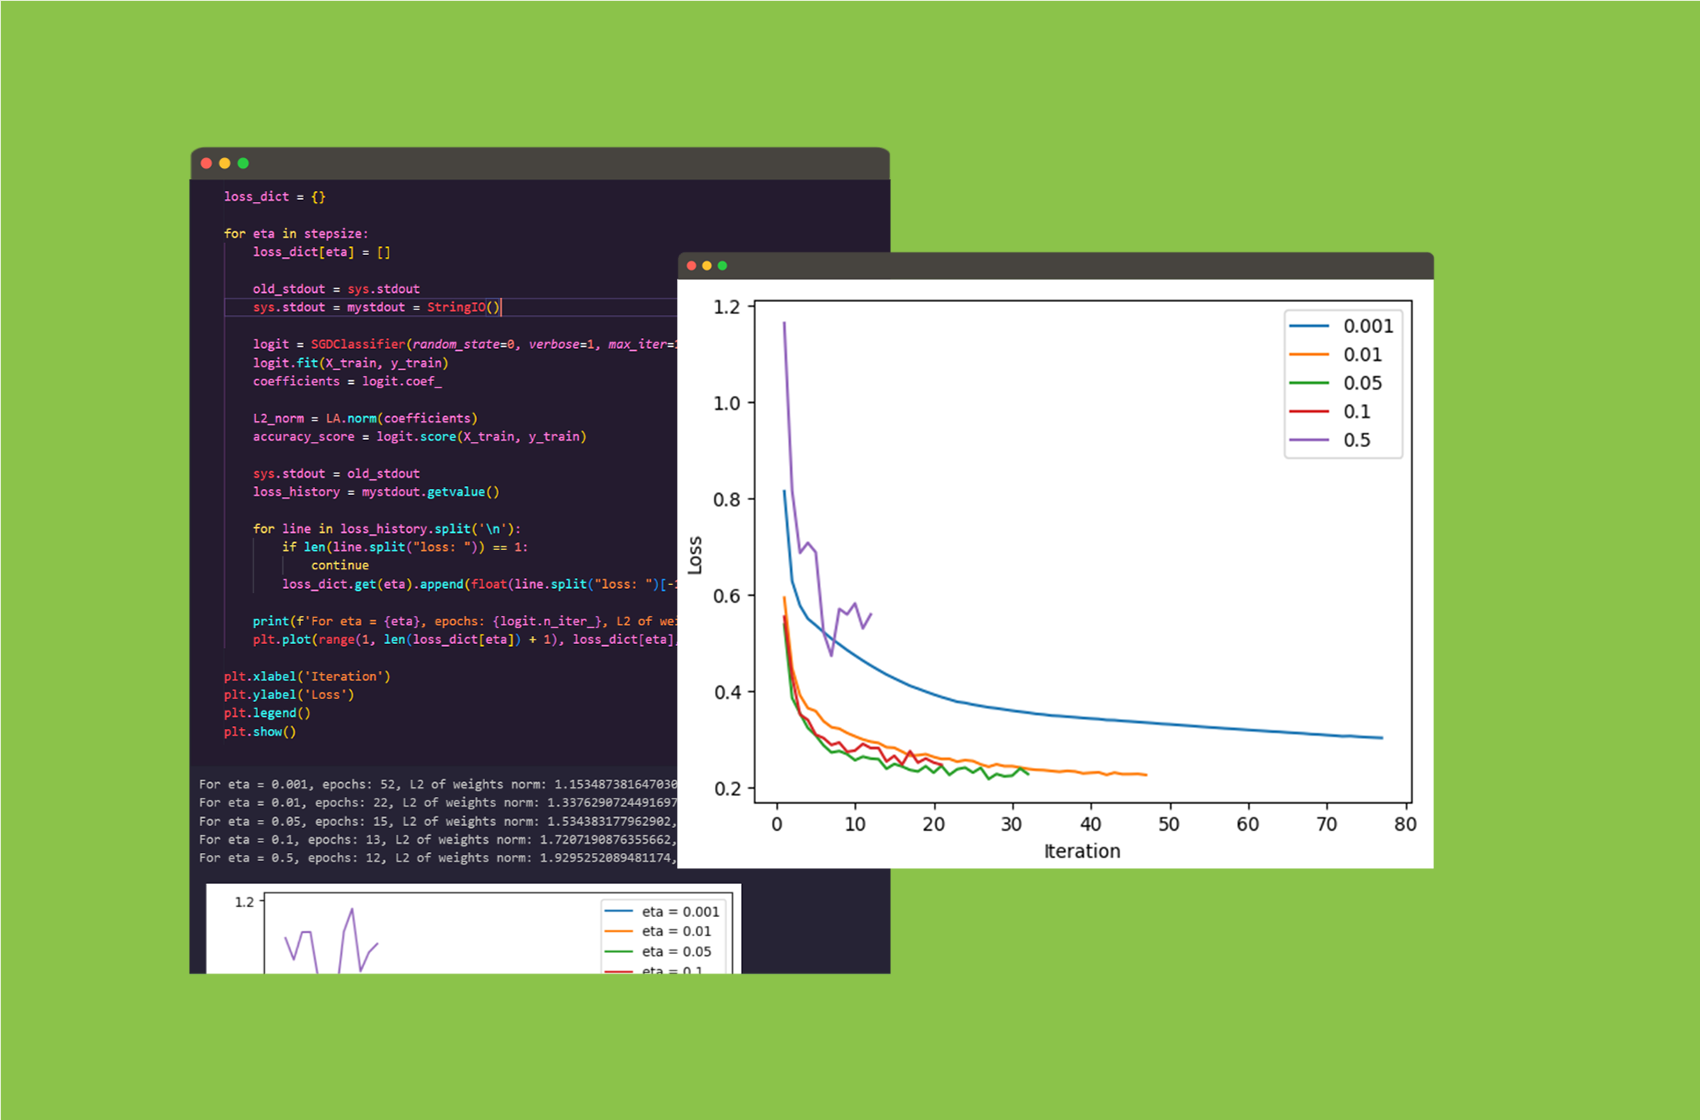 loss_dict = {}
for eta in stepsize:
loss_dict[eta] = []
old_stdout = sys.stdout
sys.stdout = mystdout = StringIO()
logit = SGDClassifier(random_state=0, verbose=1, max_iter=1
logit.fit(X_train, y_train)
coefficients = logit.coef_
L2_norm = LA.norm(coefficients)
accuracy_score = logit.score(X_train, y_train)
sys.stdout = old_stdout
loss_history = mystdout.getvalue()
for line in loss_history.split('\n'):
if len(line.split("loss: ")) == 1:
continue
loss_dict.get(eta).append(float(line.split("loss: ")[-1
print(f'For eta = {eta}, epochs: {logit.n_iter_}, L2 of wei
plt.plot(range(1, len(loss_dict[eta]) + 1), loss_dict[eta],
plt.xlabel('Iteration')
plt.ylabel('Loss')
plt.legend()
plt.show()
For eta = 0.001, epochs: 52, L2 of weights norm: 1.153487381647030
For eta = 0.01, epochs: 22, L2 of weights norm: 1.3376290724491697
For eta = 0.05, epochs: 15, L2 of weights norm: 1.534383177962902,
For eta = 0.1, epochs: 13, L2 of weights norm: 1.7207190876355662,
For eta = 0.5, epochs: 12, L2 of weights norm: 1.9295252089481174,
1.2
eta = 0.001
eta = 0.01
eta = 0.05
eta = 0.1
1.2
1.0
0.8
0.6
0.4
0.2
Loss
0 10 20 30 40 50 60 70 80
Iteration
0.001
0.01
0.05
0.1
0.5